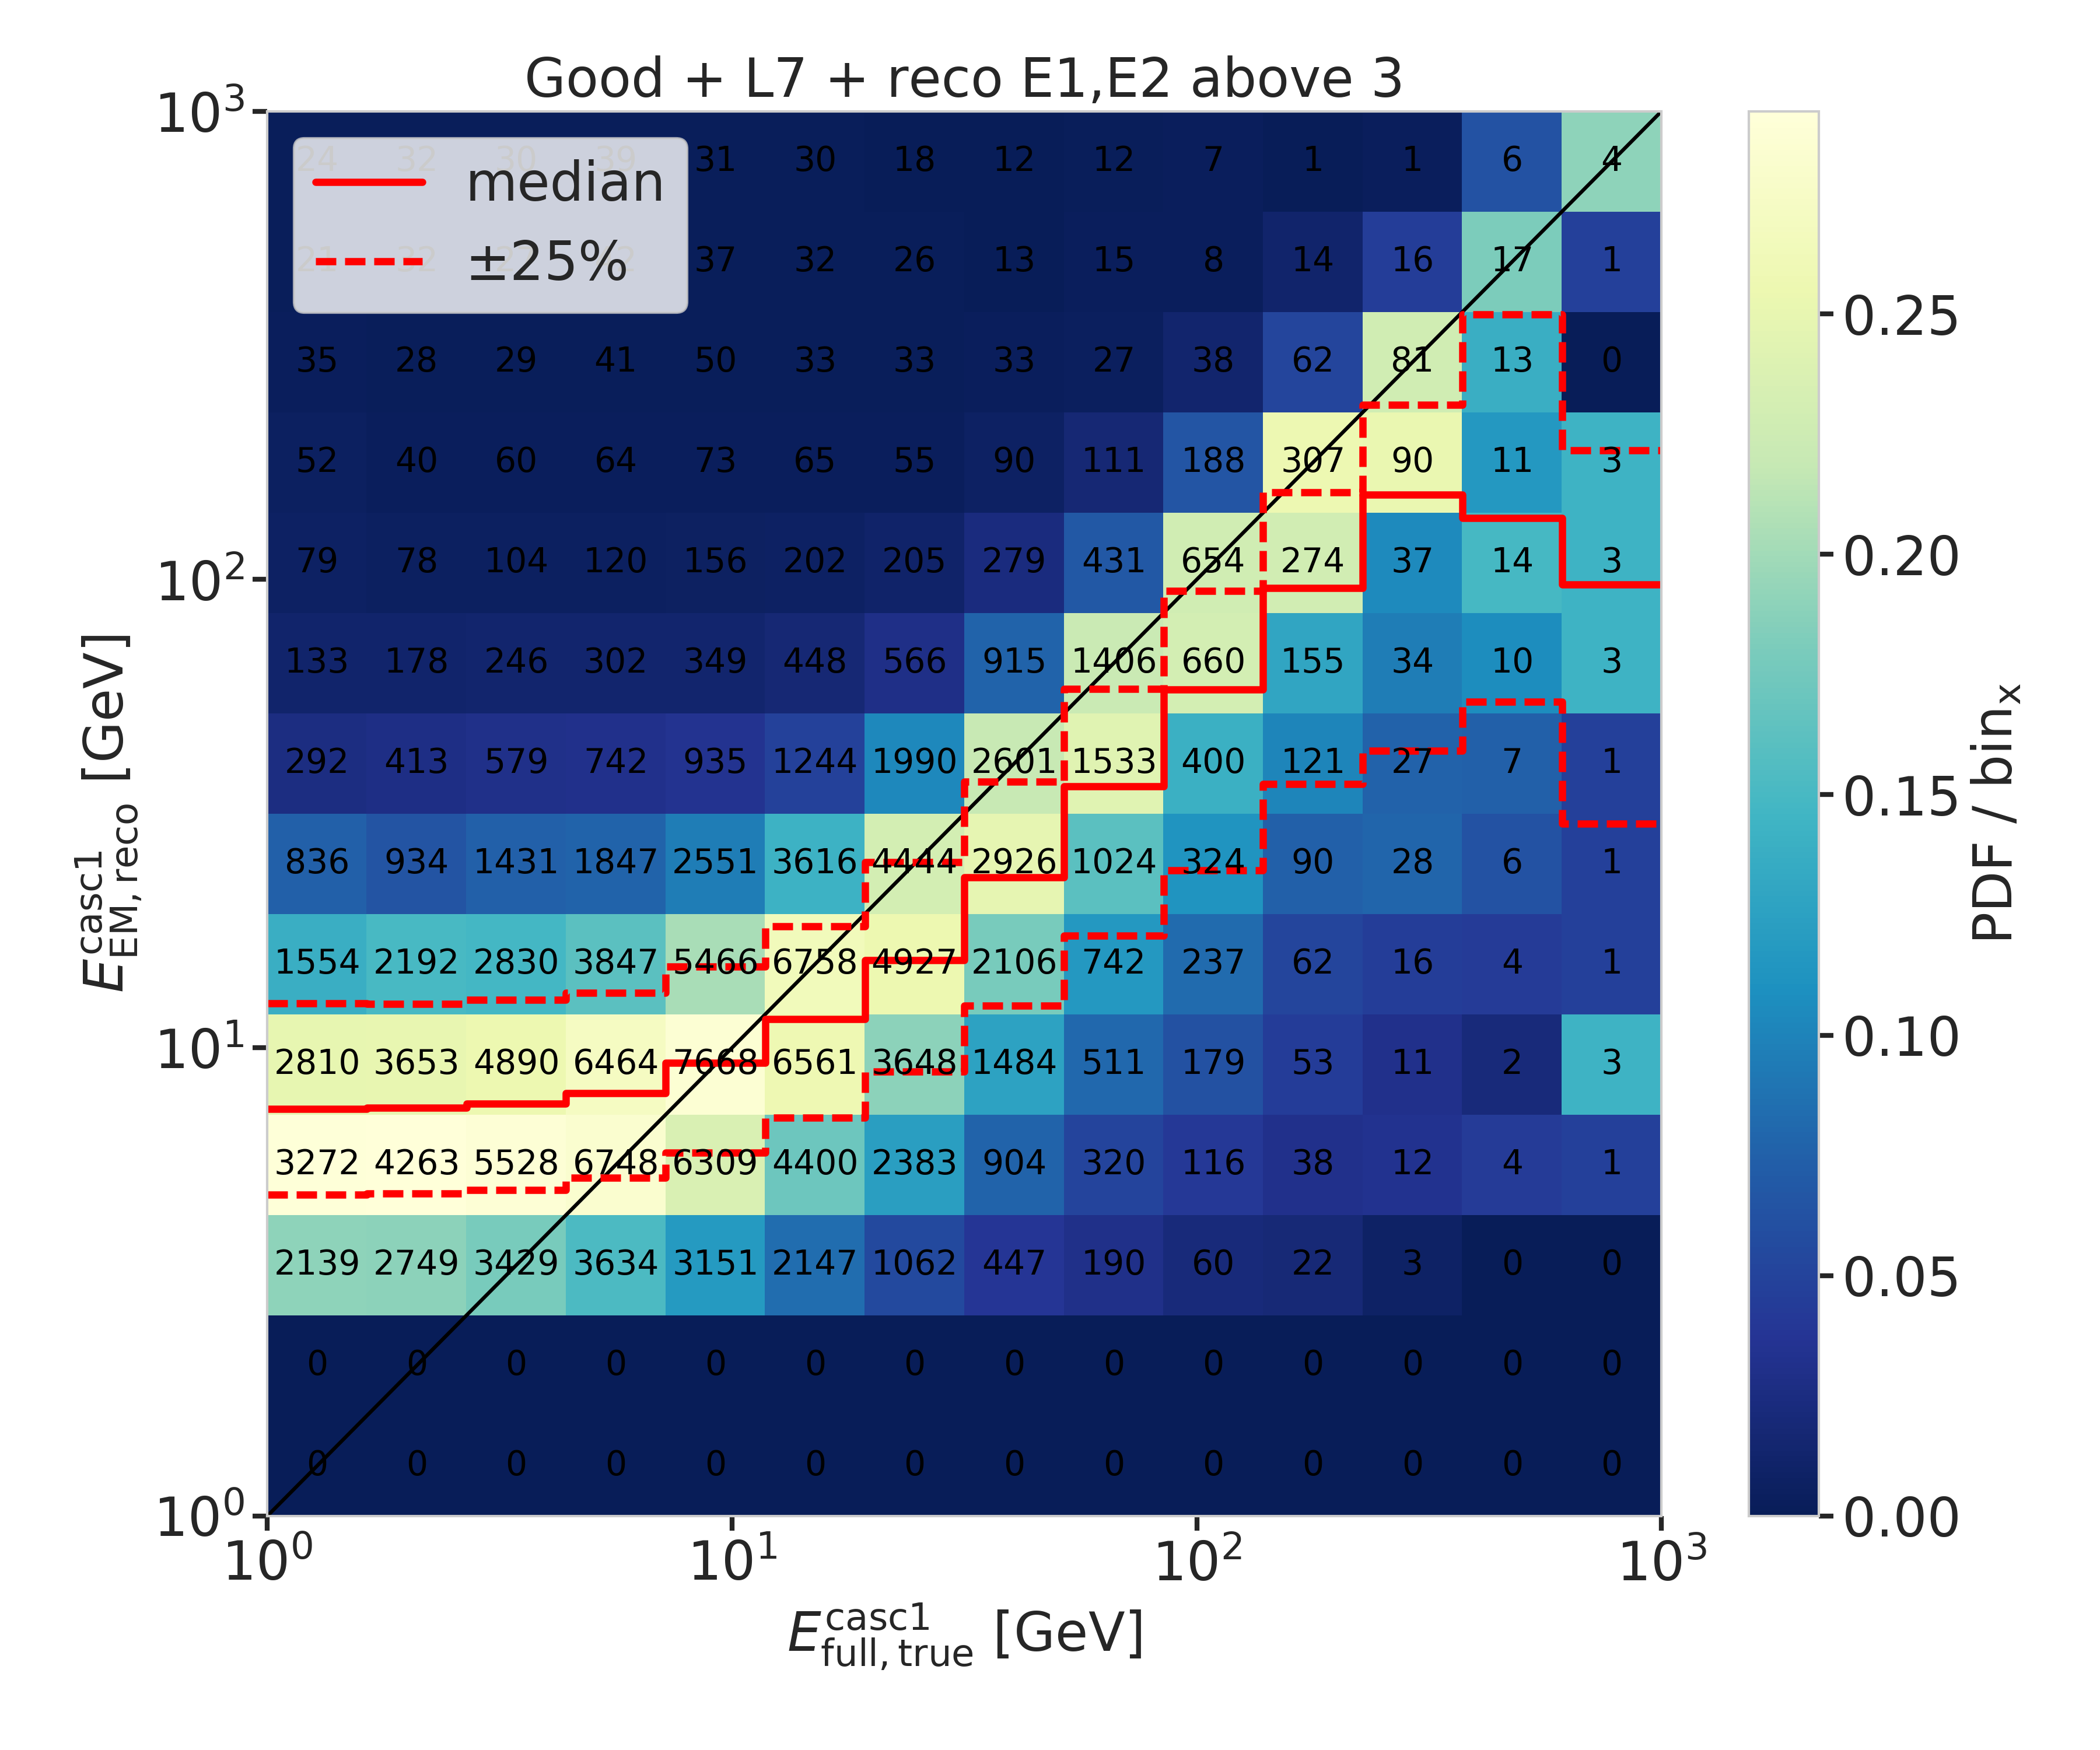 Good + L7 + reco E1,E2 above 3
10³
24 32 30 39 31 30 18 12 12 7 1 1 6 4
median
21 32 37 32 26 13 15 8 14 16 17 1
±25%
35 28 29 41 50 33 33 33 27 38 62 81 13 0
52 40 60 64 73 65 55 90 111 188 307 90 11 3
10²
79 78 104 120 156 202 205 279 431 654 274 37 14 3
133 178 246 302 349 448 566 915 1406 660 155 34 10 3
292 413 579 742 935 1244 1990 2601 1533 400 121 27 7 1
836 934 1431 1847 2551 3616 4444 2926 1024 324 90 28 6 1
1554 2192 2830 3847 5466 6758 4927 2106 742 237 62 16 4 1
10¹
2810 3653 4890 6464 7668 6561 3648 1484 511 179 53 11 2 3
3272 4263 5528 6748 6309 4400 2383 904 320 116 38 12 4 1
2139 2749 3429 3634 3151 2147 1062 447 190 60 22 3 0 0
0 0 0 0 0 0 0 0 0 0 0 0 0 0
0 0 0 0 0 0 0 0 0 0 0 0 0 0
10⁰
10⁰ 10¹ 10² 10³
E^casc1_full,true [GeV]
E^casc1_EM,reco [GeV]
0.25
0.20
0.15
0.10
0.05
0.00
PDF / bin_x